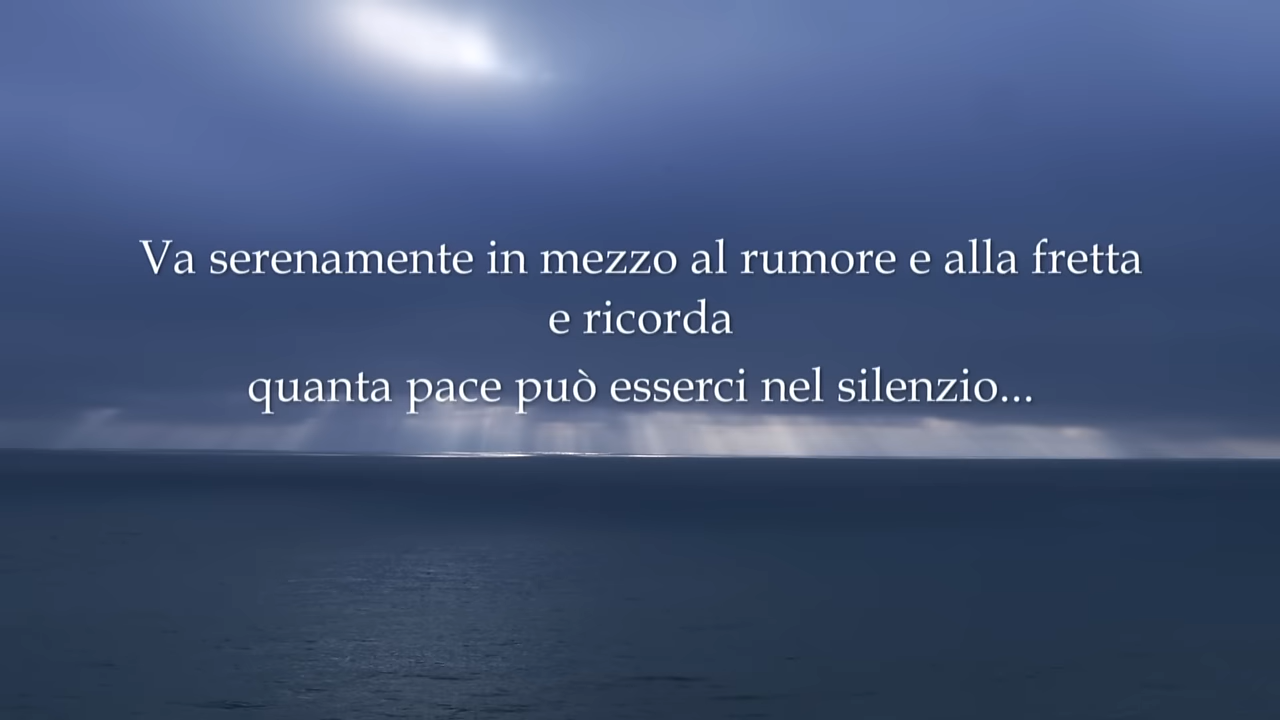 Va serenamente in mezzo al rumore e alla fretta
e ricorda
quanta pace può esserci nel silenzio...